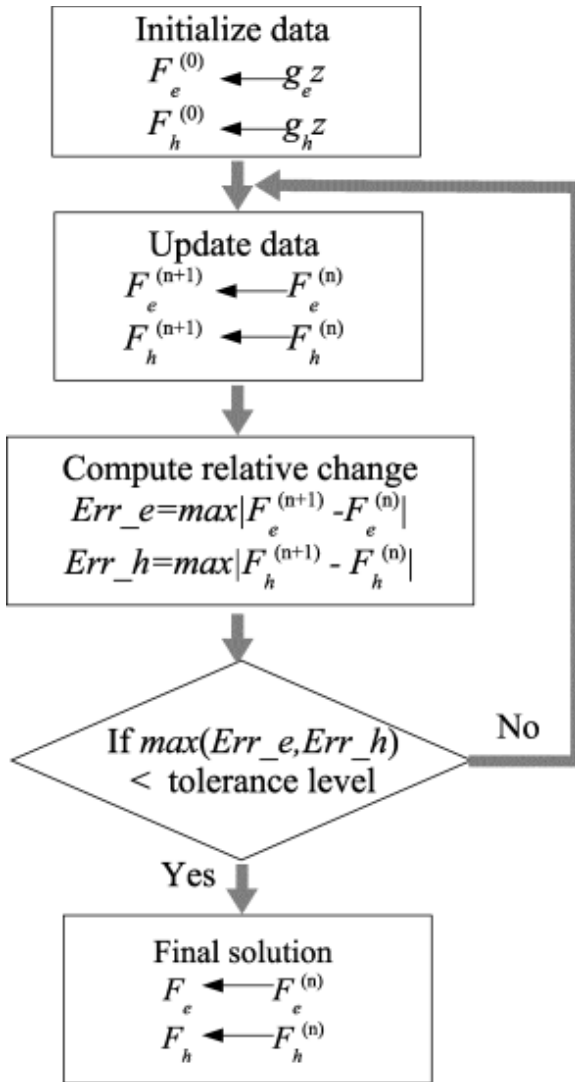 Initialize data
F_e^(0) ← g_e z
F_h^(0) ← g_h z
Update data
F_e^(n+1) ← F_e^(n)
F_h^(n+1) ← F_h^(n)
Compute relative change
Err_e=max|F_e^(n+1) -F_e^(n)|
Err_h=max|F_h^(n+1) - F_h^(n)|
If max(Err_e,Err_h)
< tolerance level
No
Yes
Final solution
F_e ← F_e^(n)
F_h ← F_h^(n)